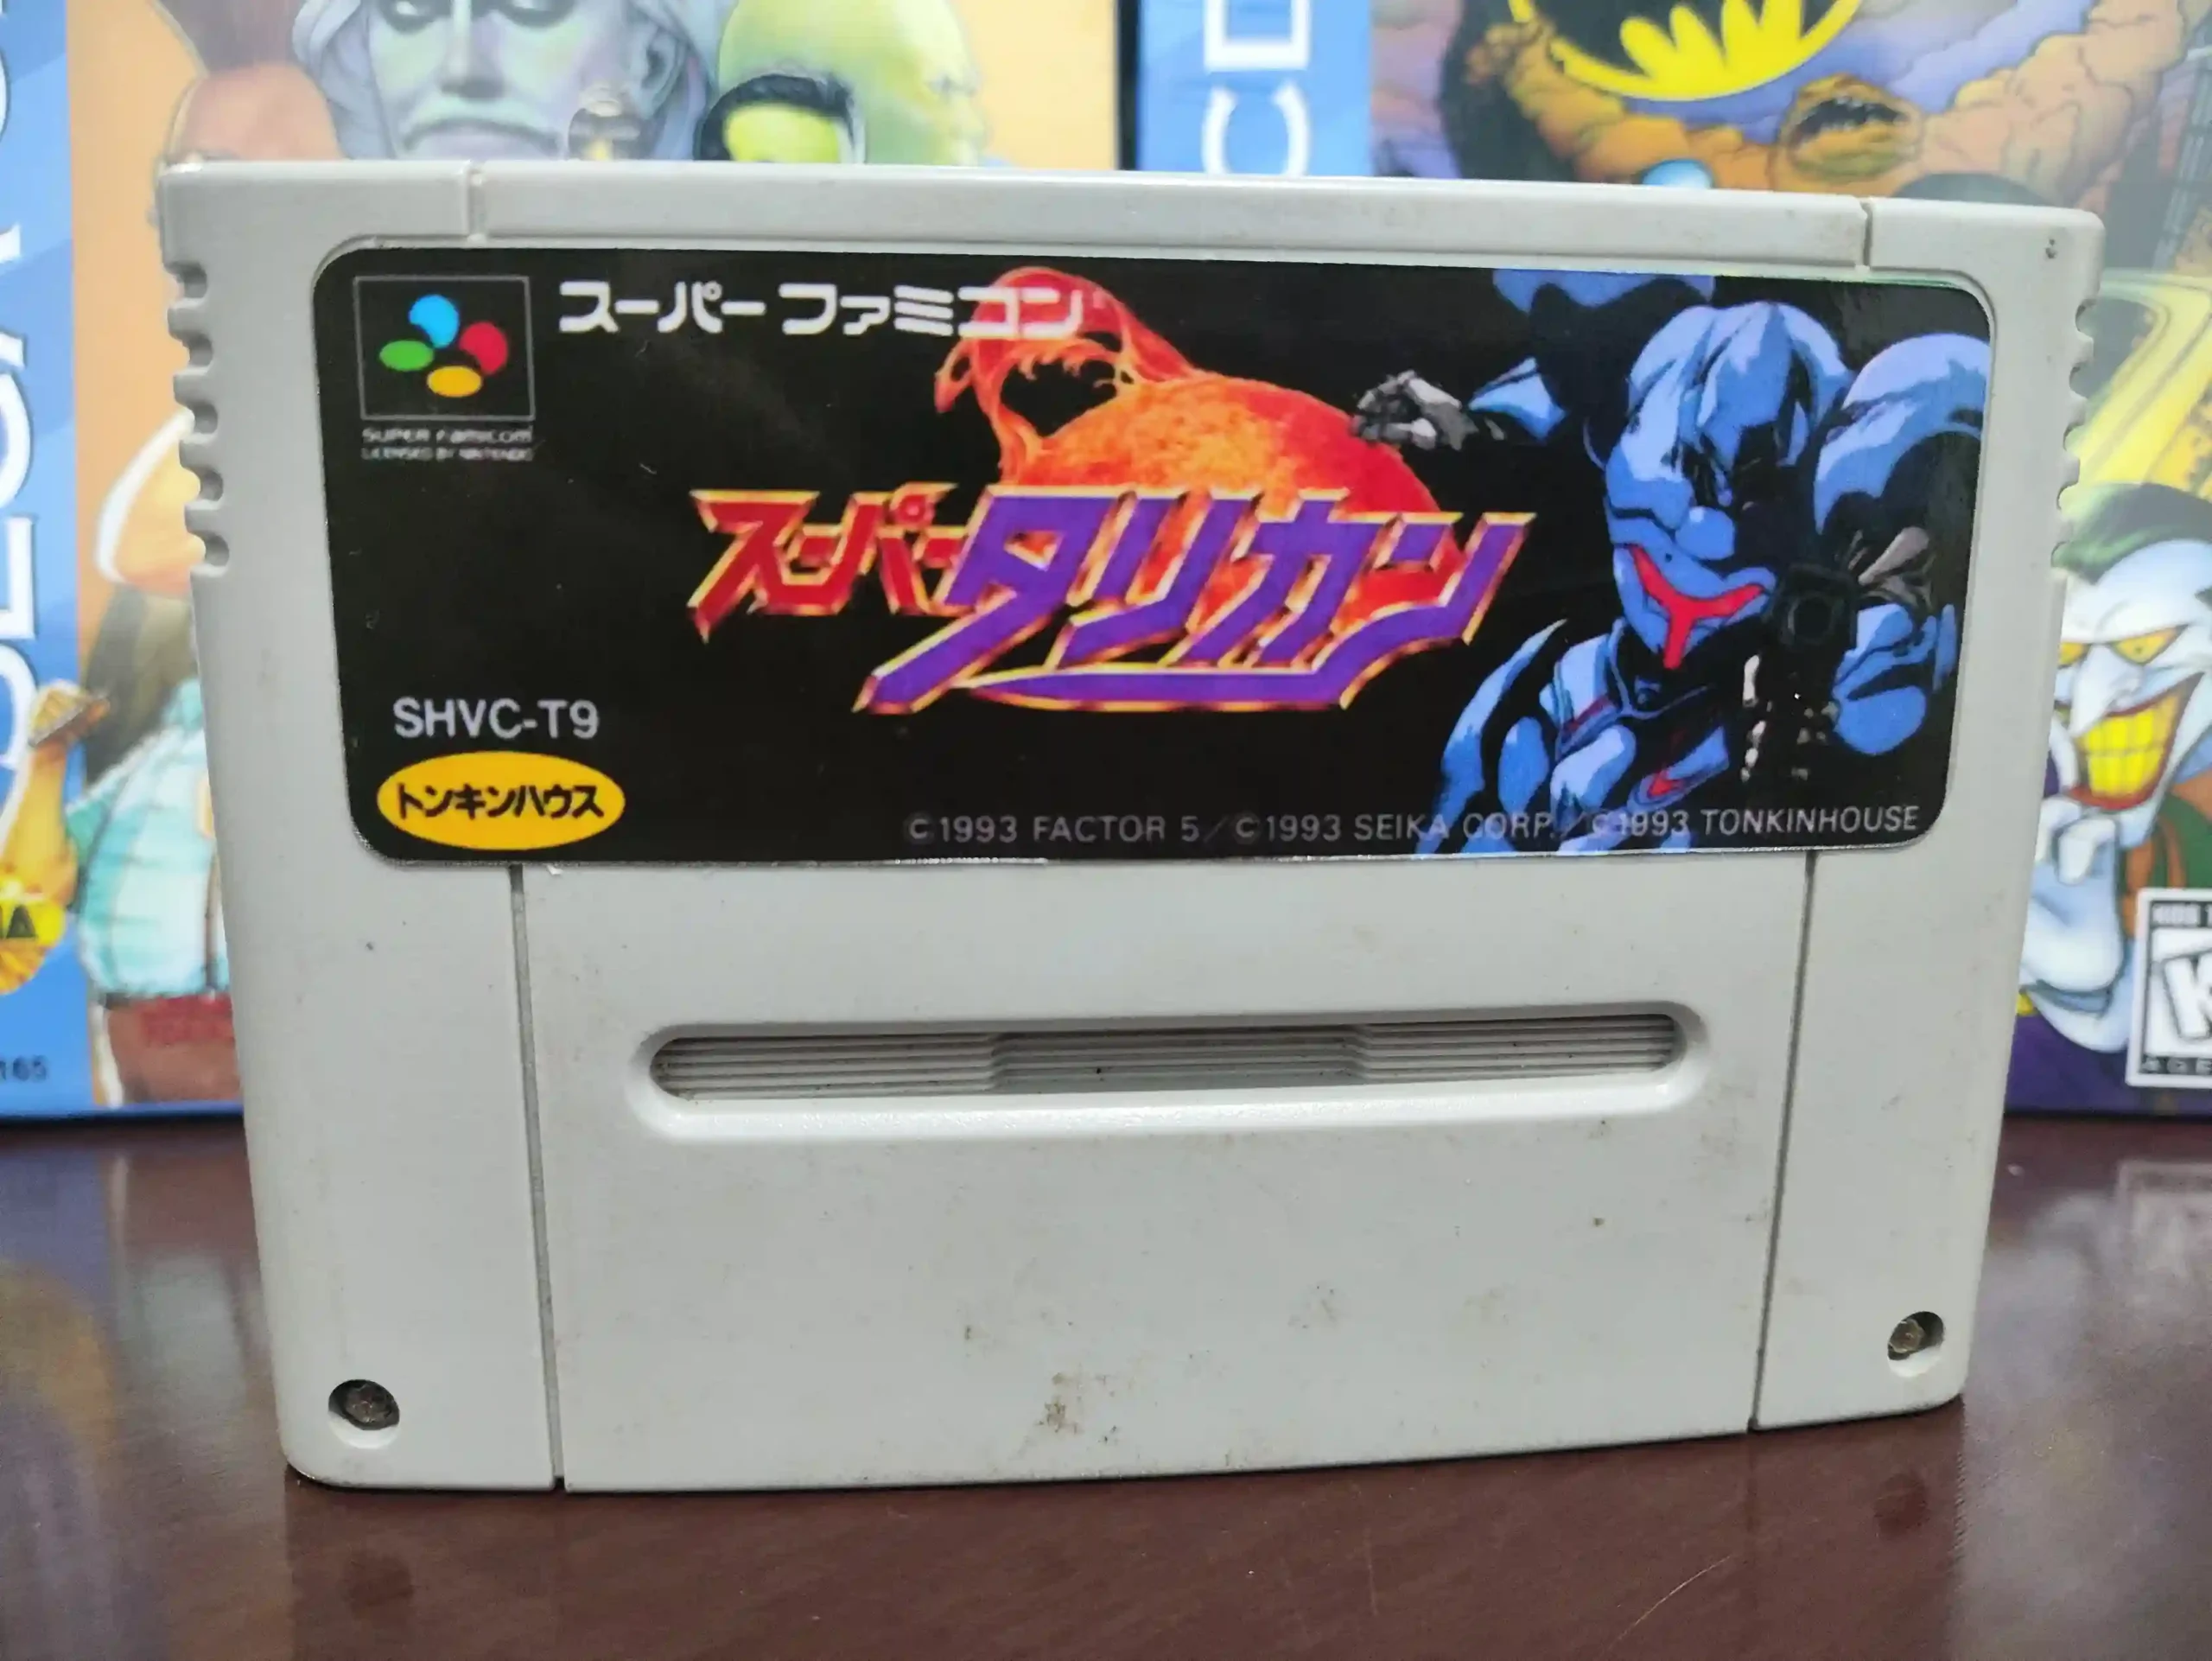 CD
スーパー ファミコン
SUPER Famicom
LICENSED BY NINTENDO
スーパータリカン
SHVC-T9
トンキンハウス
©1993 FACTOR 5/©1993 SEIKA CORP./©1993 TONKINHOUSE
165